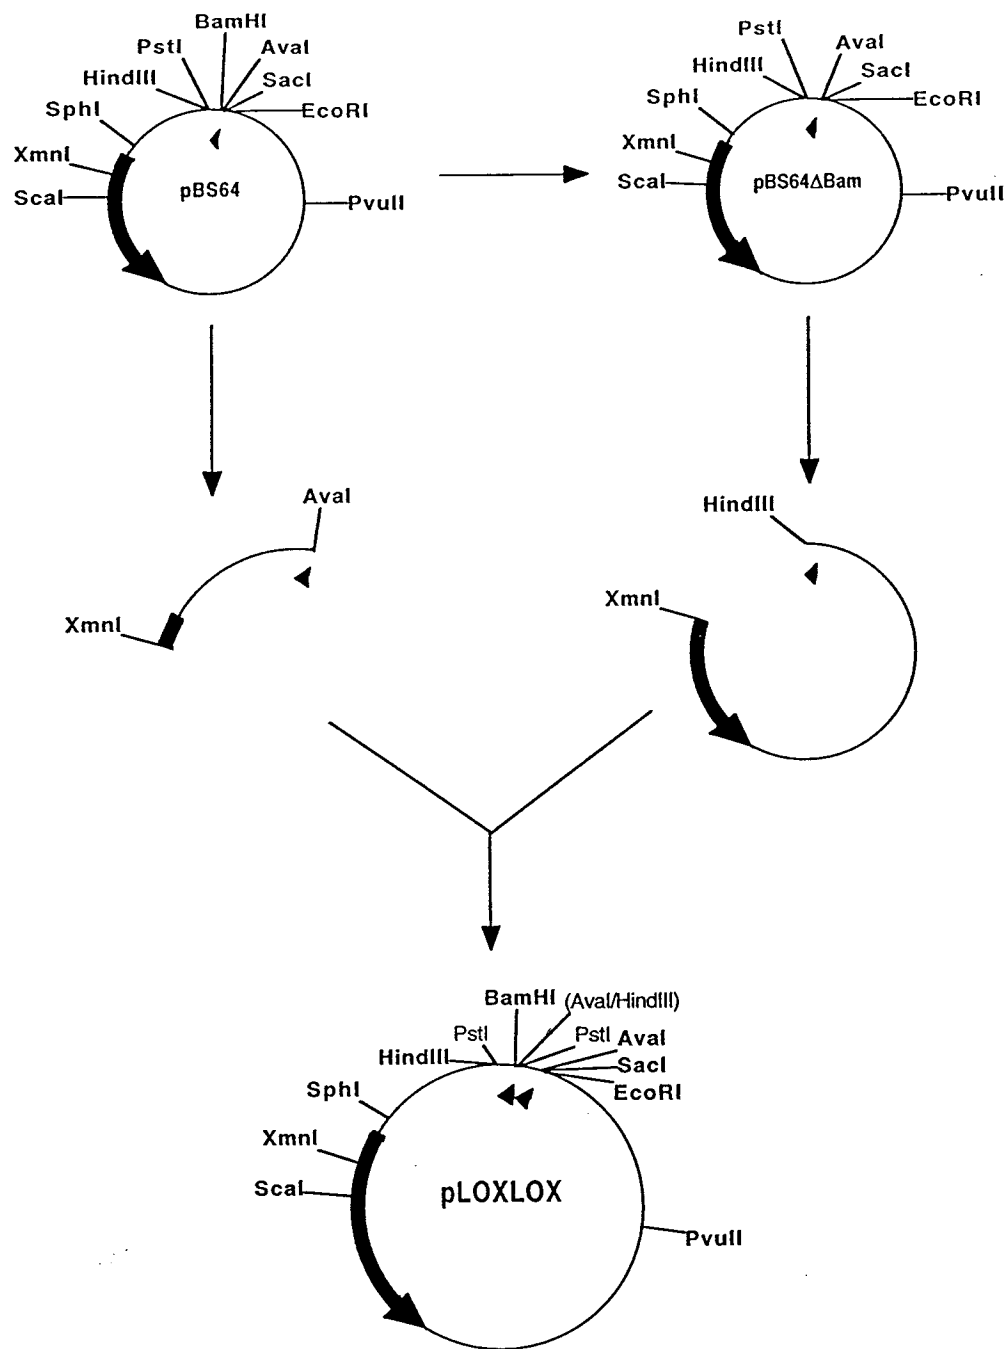 BamHI
PstI
AvaI
HindIII
SacI
SphI
EcoRI
XmnI
ScaI
pBS64
PvuII
PstI
AvaI
HindIII
SacI
SphI
EcoRI
XmnI
ScaI
pBS64ΔBam
PvuII
AvaI
XmnI
HindIII
XmnI
BamHI
(AvaI/HindIII)
PstI
PstI
AvaI
HindIII
SacI
SphI
EcoRI
XmnI
ScaI
pLOXLOX
PvuII